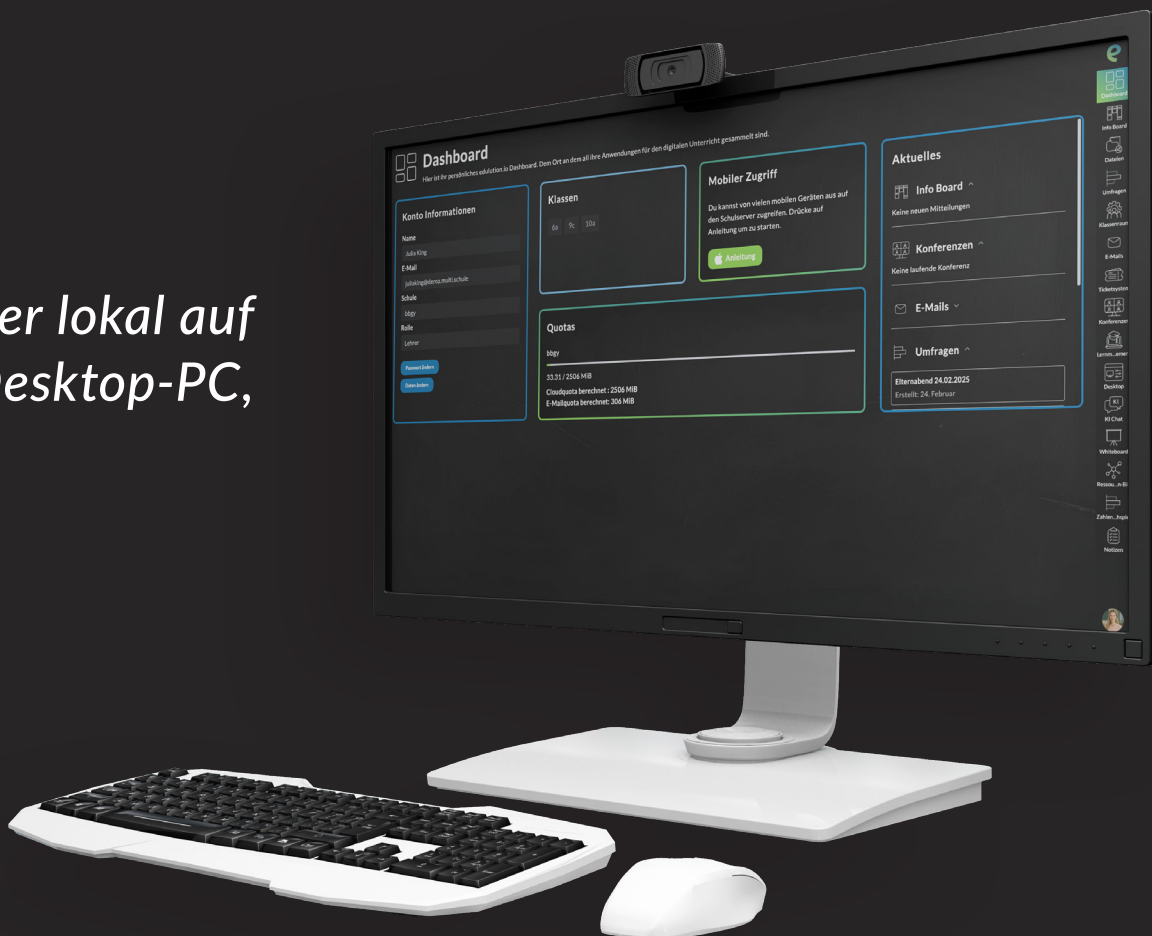 er lokal auf
esktop-PC,
Dashboard
Hier ist ihr persönliches edulution.io Dashboard. Dem Ort an dem all ihre Anwendungen für den digitalen Unterricht gesammelt sind.
Konto Informationen
Name
Julia King
E-Mail
juliaking@demo.multi.schule
Schule
bbgy
Rolle
Lehrer
Passwort ändern
Daten ändern
Klassen
6a 9c 10a
Mobiler Zugriff
Du kannst von vielen mobilen Geräten aus auf
den Schulserver zugreifen. Drücke auf
Anleitung um zu starten.
Anleitung
Quotas
bbgy
33.31 / 2506 MiB
Cloudquota berechnet : 2506 MiB
E-Mailquota berechnet: 306 MiB
Aktuelles
Info Board
Keine neuen Mitteilungen
Konferenzen
Keine laufende Konferenz
E-Mails
Umfragen
Elternabend 24.02.2025
Erstellt: 24. Februar
Dashboard
Info Board
Dateien
Umfragen
Klassenraum
E-Mails
Ticketsystem
Konferenzen
Desktop
KI Chat
Whiteboard
Notizen